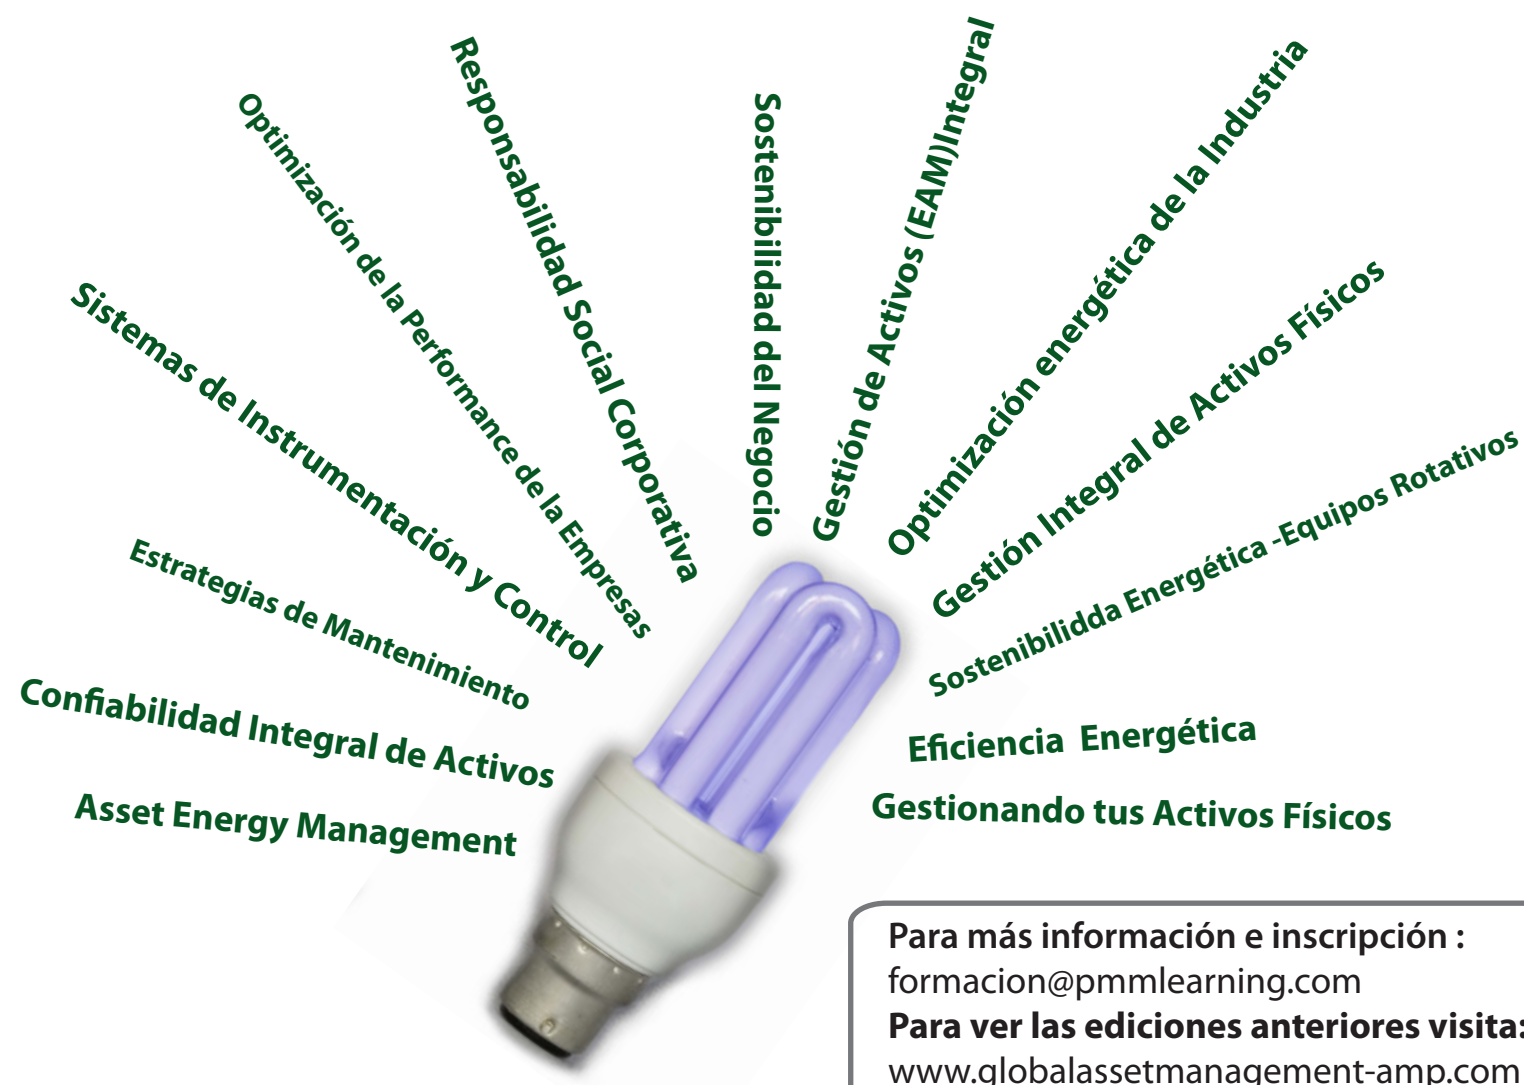 Asset Energy Management
Confiabilidad Integral de Activos
Estrategias de Mantenimiento
Sistemas de Instrumentación y Control
Optimización de la Performance de la Empresas
Responsabilidad Social Corporativa
Sostenibilidad del Negocio
Gestión de Activos (EAM)Integral
Optimización energética de la Industria
Gestión Integral de Activos Físicos
Sostenibilidda Energética -Equipos Rotativos
Eficiencia Energética
Gestionando tus Activos Físicos
Para más información e inscripción :
formacion@pmmlearning.com
Para ver las ediciones anteriores visita:
www.globalassetmanagement-amp.com